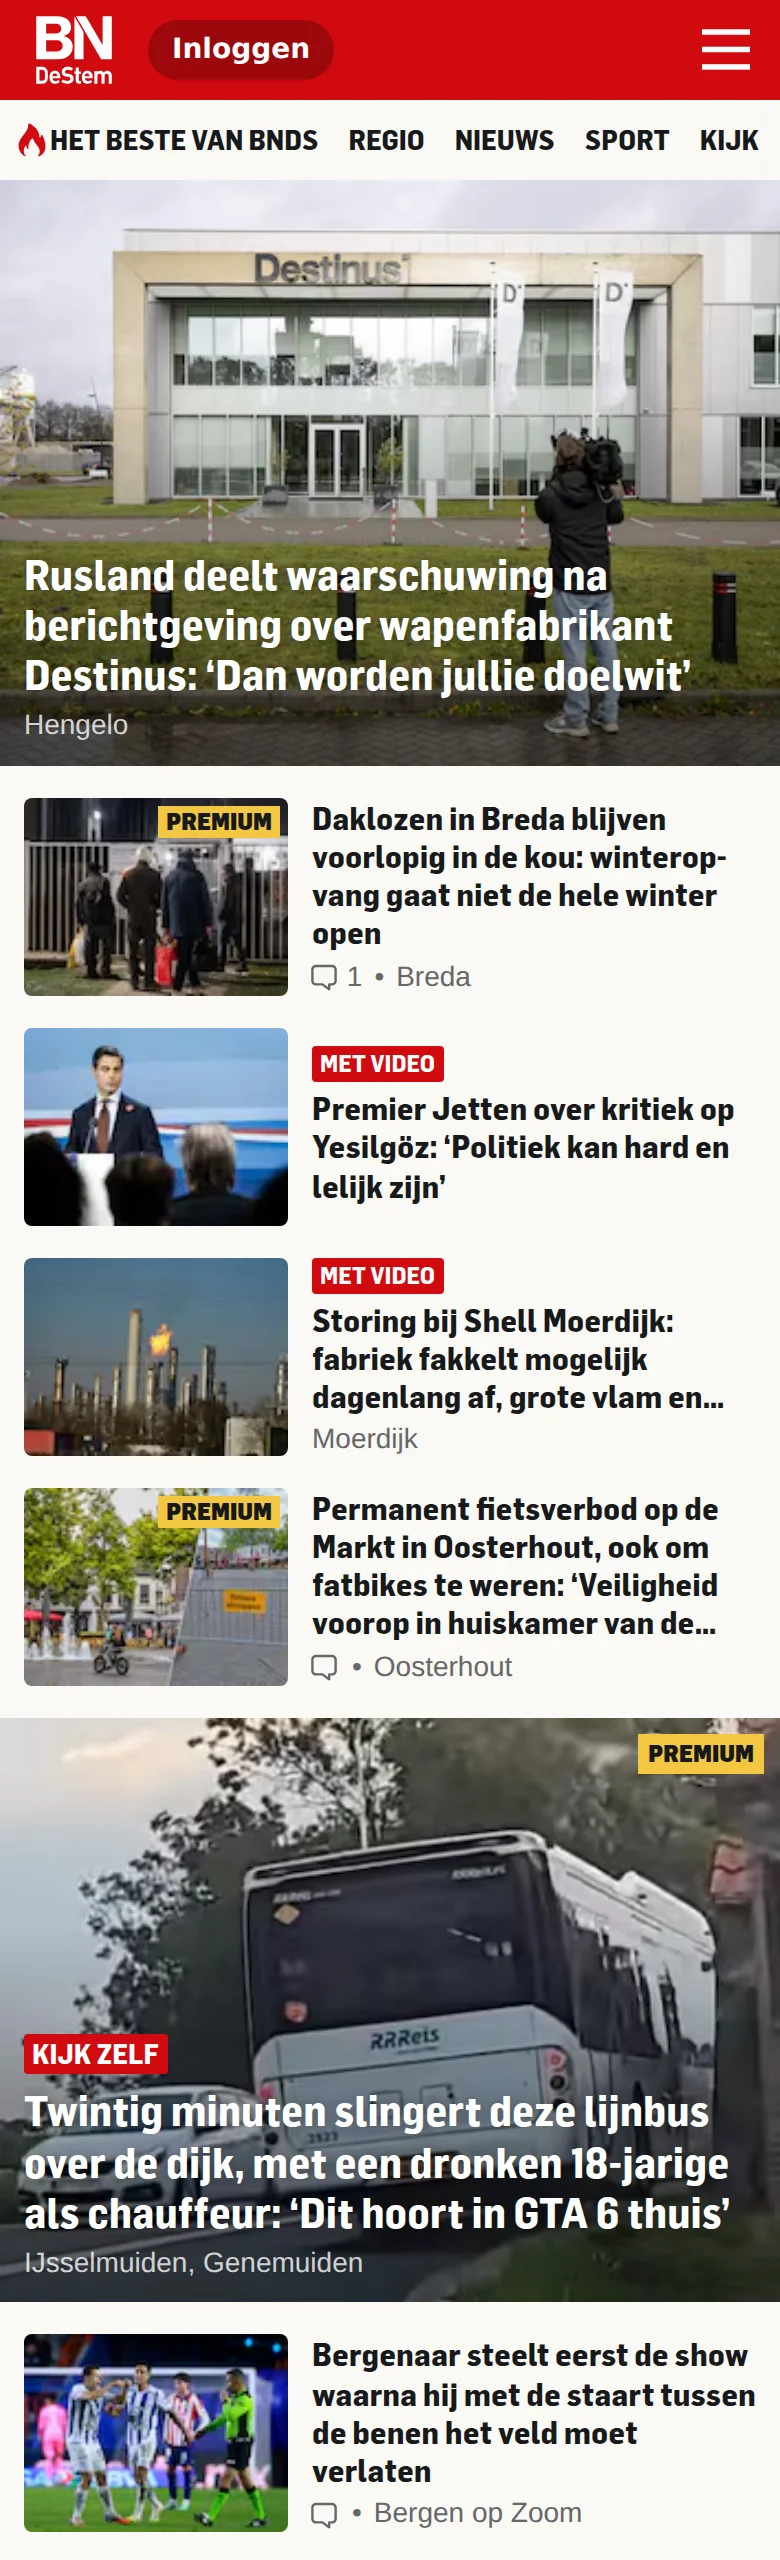 BN
DeStem
Inloggen
HET BESTE VAN BNDS REGIO NIEUWS SPORT KIJK
Destinus
D
D
Rusland deelt waarschuwing na
berichtgeving over wapenfabrikant
Destinus: ‘Dan worden jullie doelwit’
Hengelo
PREMIUM
Daklozen in Breda blijven
voorlopig in de kou: winterop-
vang gaat niet de hele winter
open
1 • Breda
MET VIDEO
Premier Jetten over kritiek op
Yesilgöz: ‘Politiek kan hard en
lelijk zijn’
MET VIDEO
Storing bij Shell Moerdijk:
fabriek fakkelt mogelijk
dagenlang af, grote vlam en...
Moerdijk
PREMIUM
Permanent fietsverbod op de
Markt in Oosterhout, ook om
fatbikes te weren: ‘Veiligheid
voorop in huiskamer van de...
• Oosterhout
PREMIUM
RRReis
2523
KIJK ZELF
Twintig minuten slingert deze lijnbus
over de dijk, met een dronken 18-jarige
als chauffeur: ‘Dit hoort in GTA 6 thuis’
IJsselmuiden, Genemuiden
Bergenaar steelt eerst de show
waarna hij met de staart tussen
de benen het veld moet
verlaten
• Bergen op Zoom